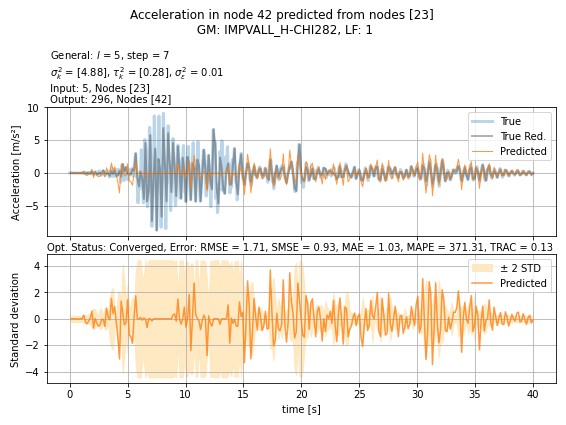 Acceleration in node 42 predicted from nodes [23]
GM: IMPVALL_H-CHI282, LF: 1
General: l = 5, step = 7
σ²ₖ = [4.88], τ²ₖ = [0.28], σ²ε = 0.01
Input: 5, Nodes [23]
Output: 296, Nodes [42]
10
5
0
−5
Acceleration [m/s²]
True
True Red.
Predicted
Opt. Status: Converged, Error: RMSE = 1.71, SMSE = 0.93, MAE = 1.03, MAPE = 371.31, TRAC = 0.13
4
2
0
−2
−4
Standard deviation
± 2 STD
Predicted
0 5 10 15 20 25 30 35 40
time [s]